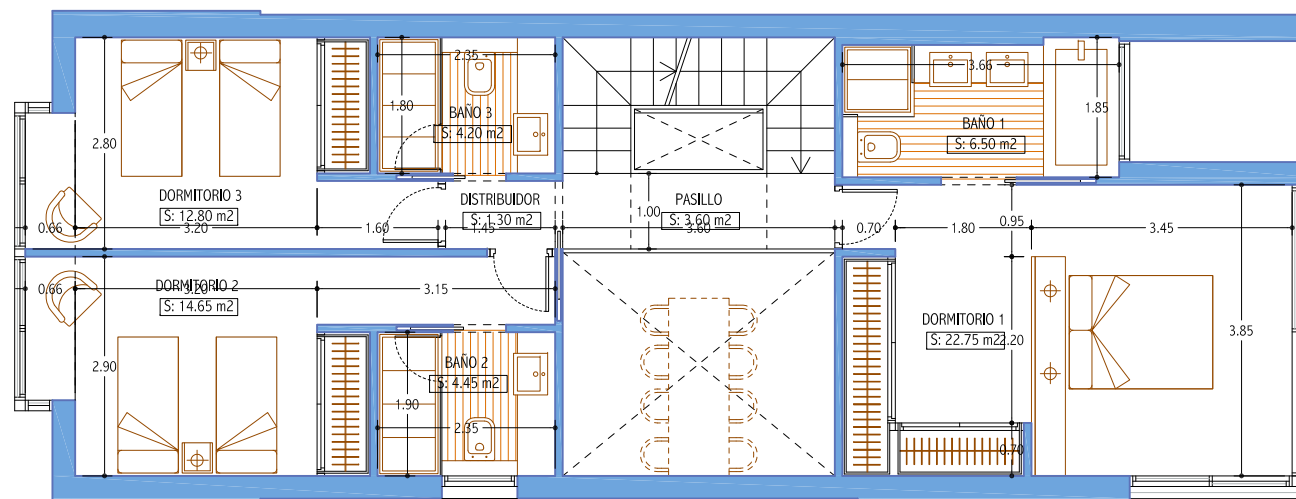 2.35
3.66
1.80
BAÑO 3
S: 4.20 m2
1.85
BAÑO 1
S: 6.50 m2
2.80
DORMITORIO 3
S: 12.80 m2
DISTRIBUIDOR
S: 1.30 m2
PASILLO
S: 3.60 m2
1.00
0.95
0.66
3.20
1.60
1.45
3.60
0.70
1.80
3.45
0.66
DORMITORIO 2
3.20
S: 14.65 m2
3.15
DORMITORIO 1
S: 22.75 m2
2.20
3.85
2.90
BAÑO 2
S: 4.45 m2
1.90
2.35
0.70